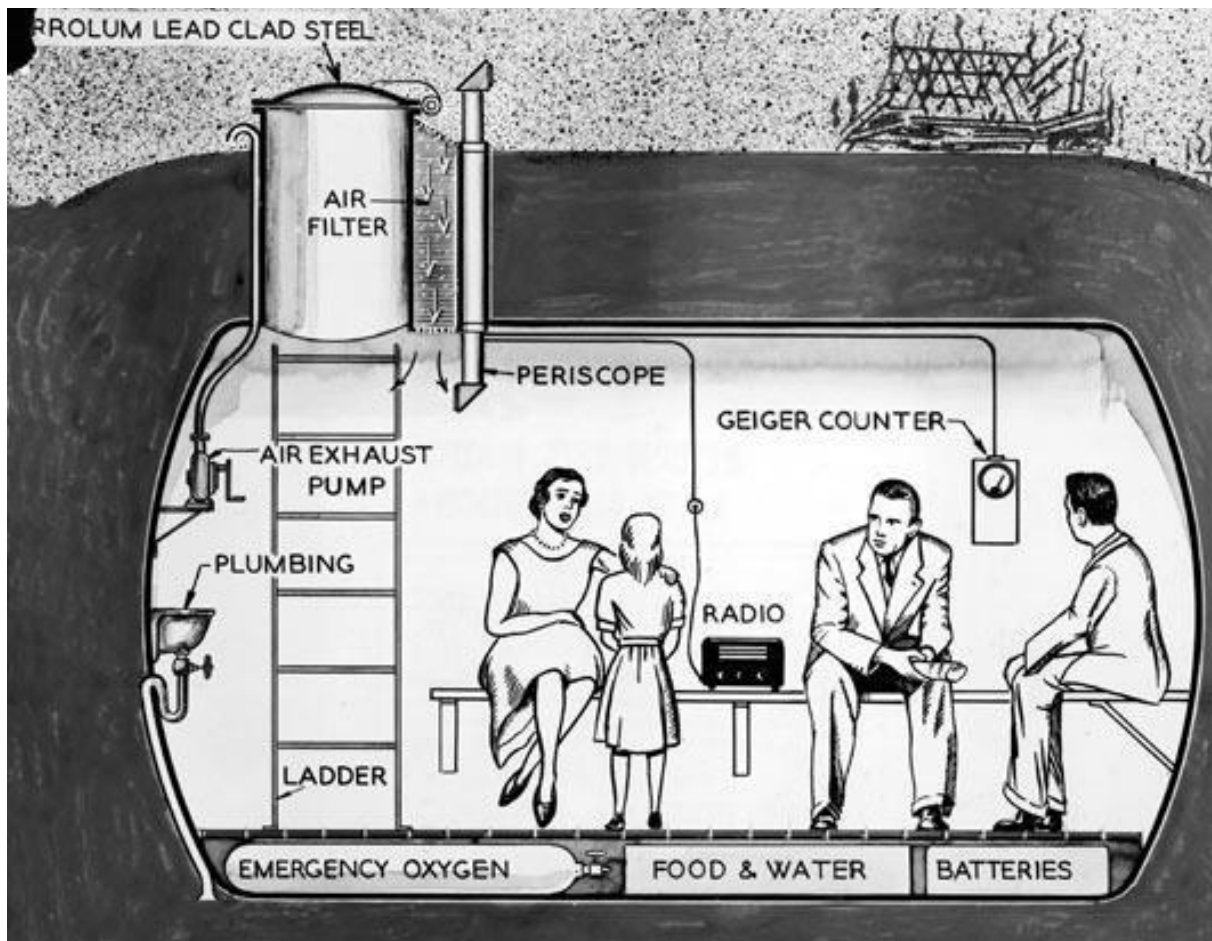 RROLUM LEAD CLAD STEEL
AIR
FILTER
PERISCOPE
GEIGER COUNTER
AIR EXHAUST
PUMP
PLUMBING
RADIO
LADDER
EMERGENCY OXYGEN
FOOD & WATER
BATTERIES